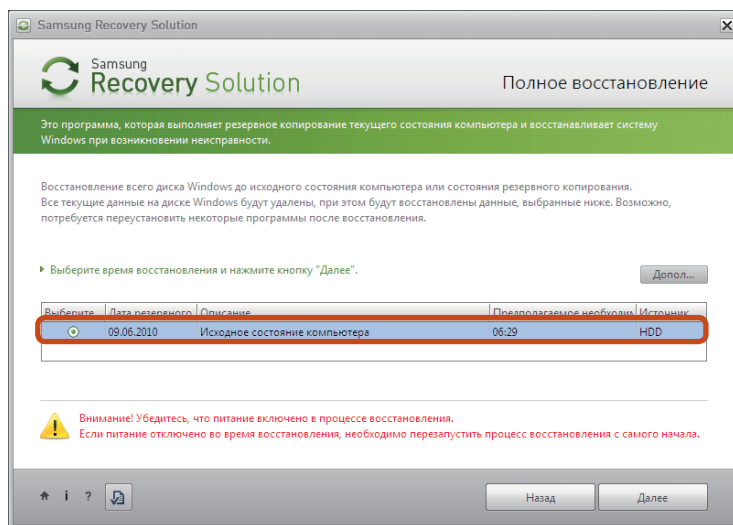 Samsung Recovery Solution
Samsung
Recovery Solution
Полное восстановление
Это программа, которая выполняет резервное копирование текущего состояния компьютера и восстанавливает систему
Windows при возникновении неисправности.
Восстановление всего диска Windows до исходного состояния компьютера или состояния резервного копирования.
Все текущие данные на диске Windows будут удалены, при этом будут восстановлены данные, выбранные ниже. Возможно,
потребуется переустановить некоторые программы после восстановления.
Выберите время восстановления и нажмите кнопку "Далее".
Допол...
Выберите Дата резервного Описание Предполагаемое необходим Источник
09.06.2010 Исходное состояние компьютера 06:29 HDD
Внимание! Убедитесь, что питание включено в процессе восстановления.
Если питание отключено во время восстановления, необходимо перезапустить процесс восстановления с самого начала.
i ? Назад Далее